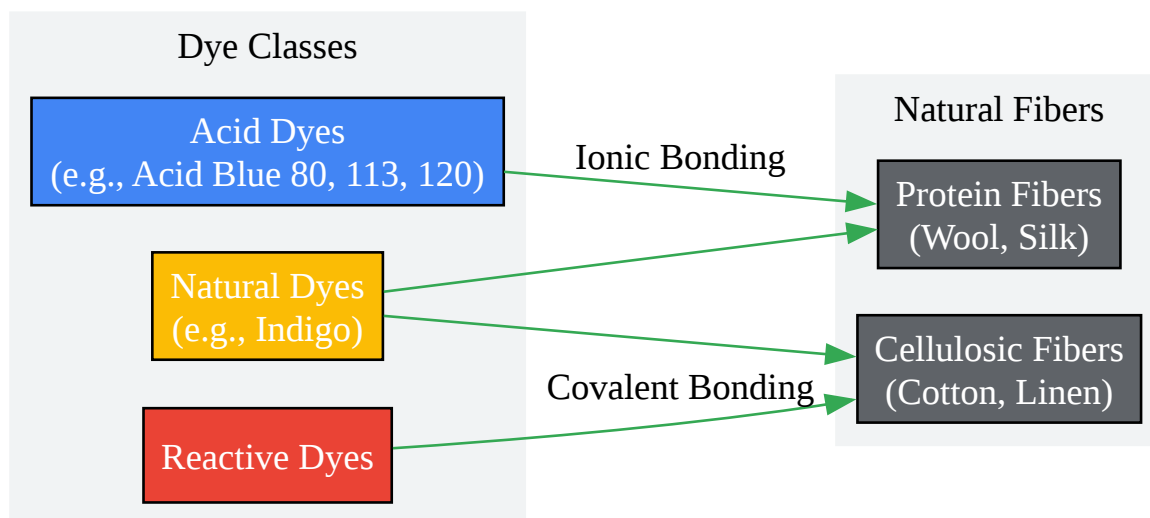 Dye Classes
Acid Dyes
(e.g., Acid Blue 80, 113, 120)
Natural Dyes
(e.g., Indigo)
Reactive Dyes
Ionic Bonding
Covalent Bonding
Natural Fibers
Protein Fibers
(Wool, Silk)
Cellulosic Fibers
(Cotton, Linen)